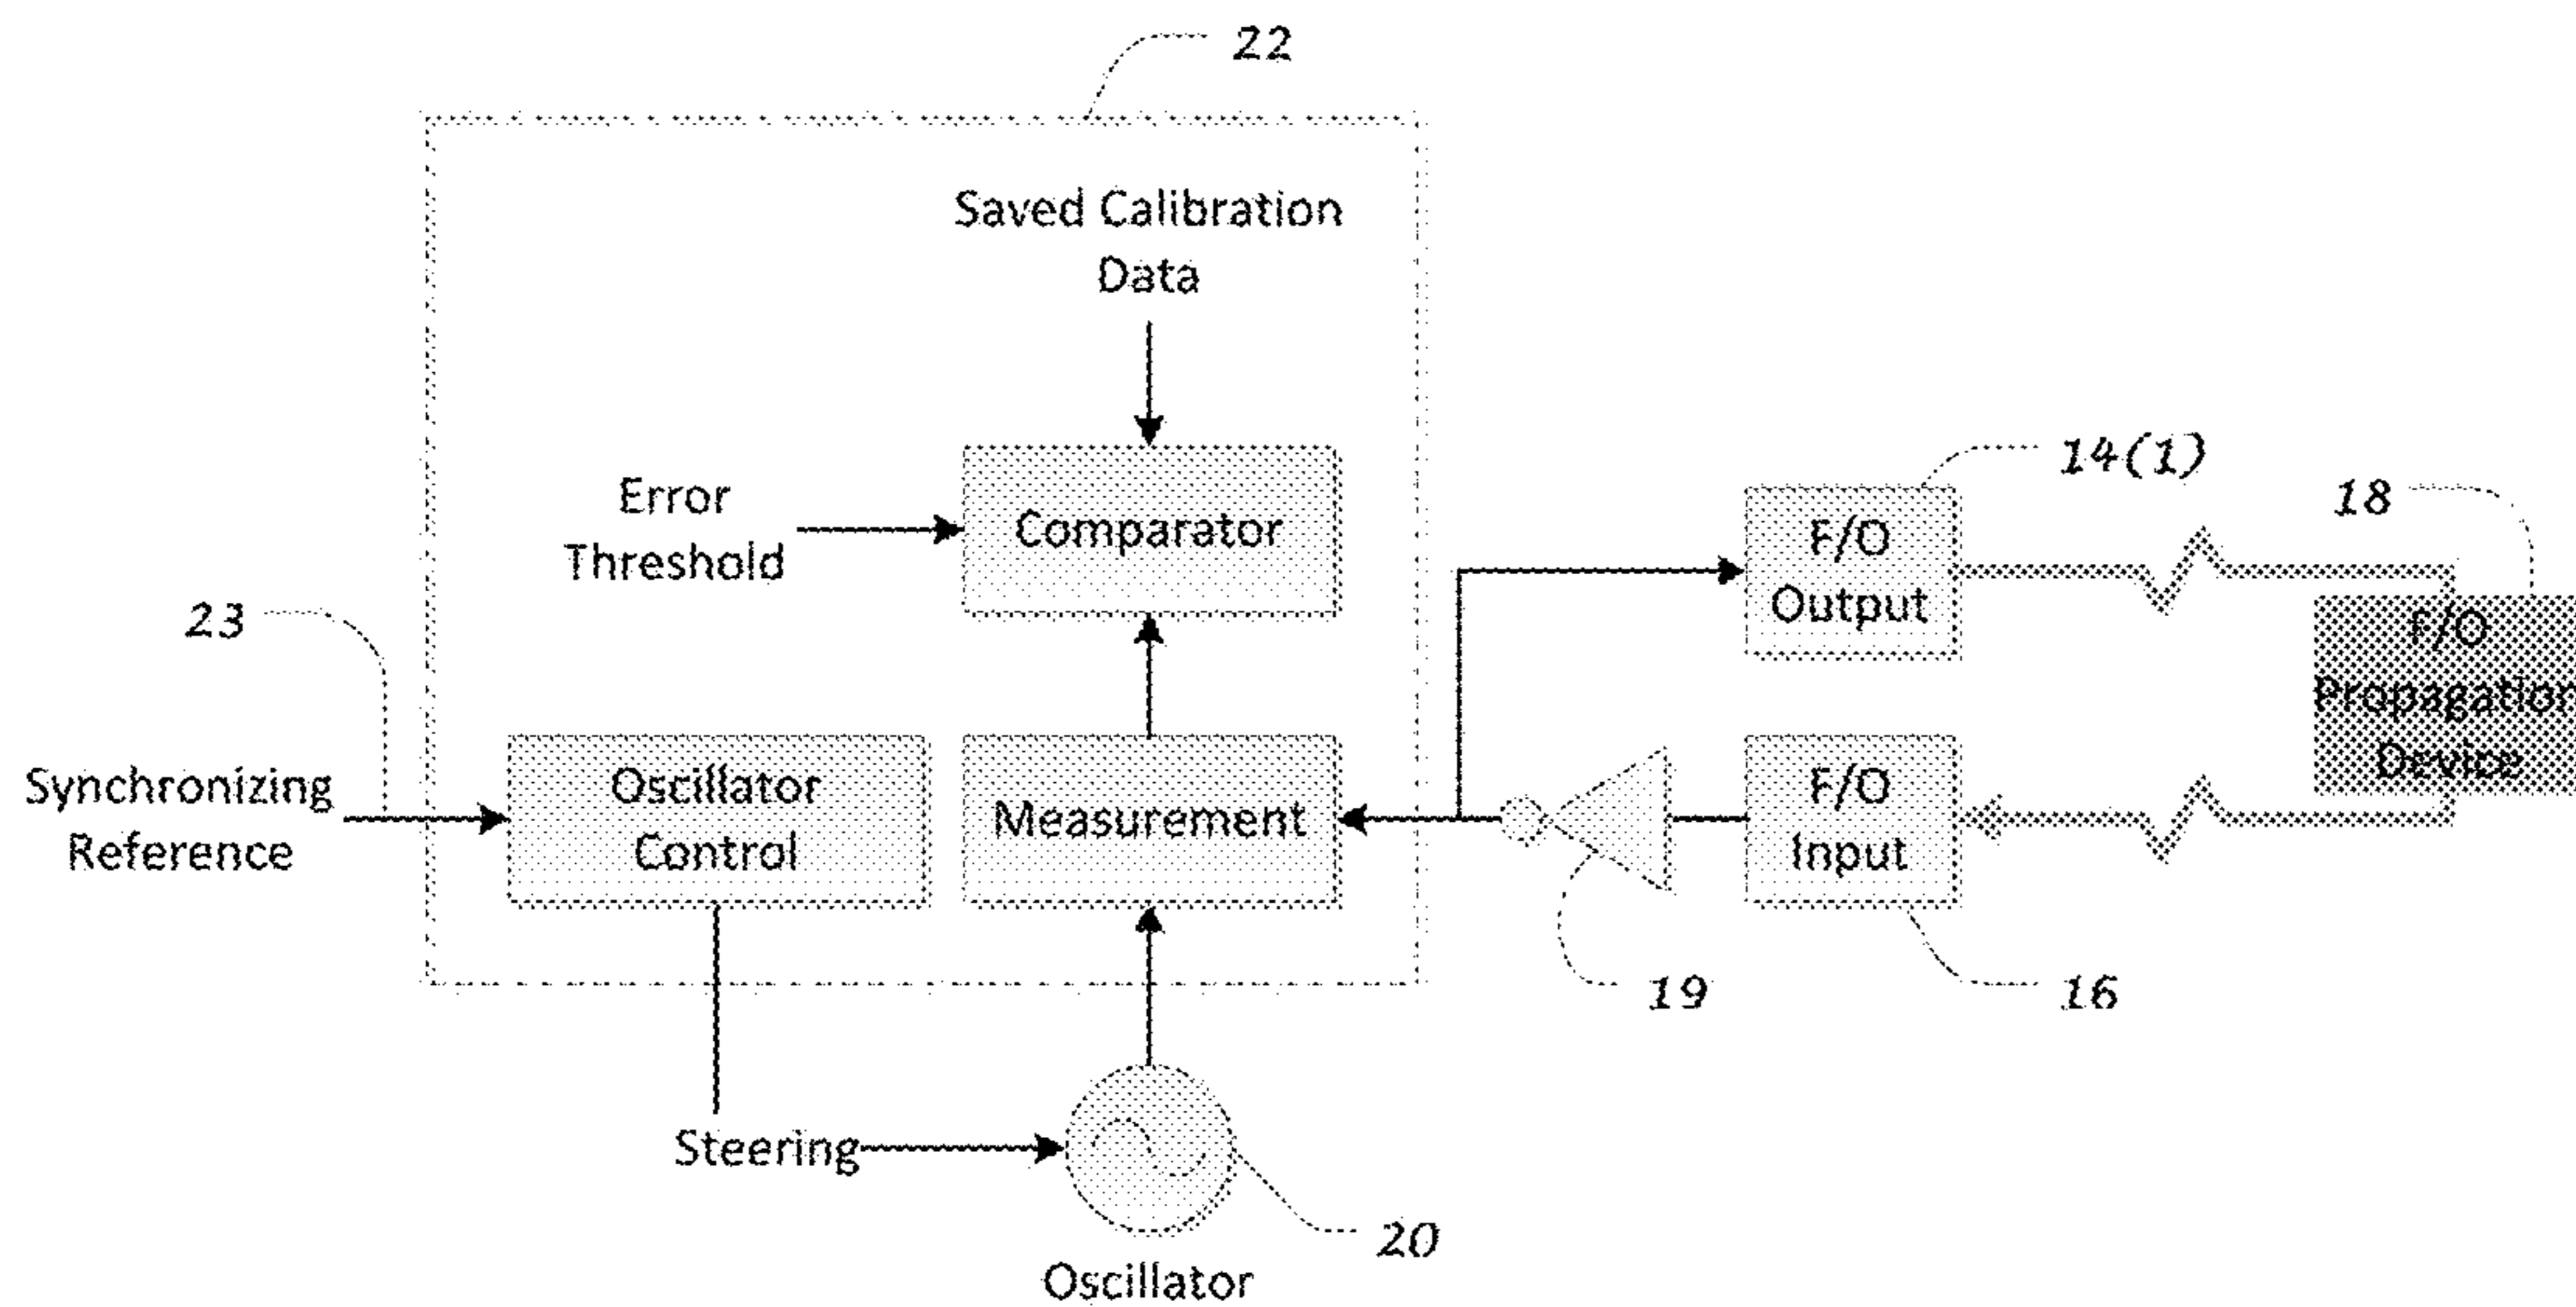 22
Saved Calibration
Data
Error
Threshold
Comparator
14(1)
18
F/O
Output
F/O
Propagation
Device
23
Synchronizing
Reference
Oscillator
Control
Measurement
F/O
Input
19
16
Steering
20
Oscillator